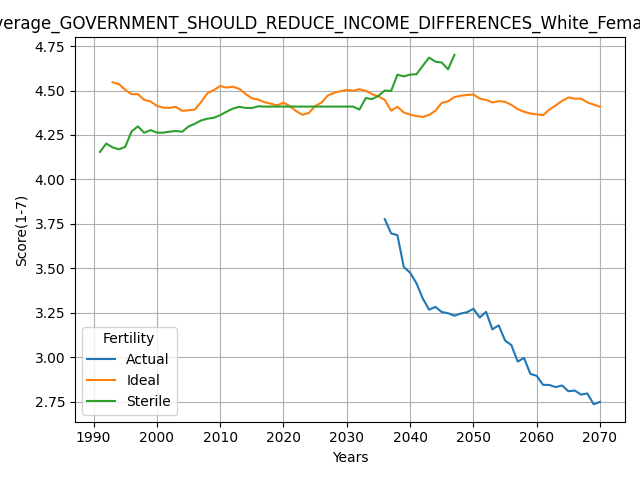 verage_GOVERNMENT_SHOULD_REDUCE_INCOME_DIFFERENCES_White_Fema
4.75
4.50
4.25
4.00
3.75
3.50
3.25
3.00
2.75
Score(1-7)
Fertility
Actual
Ideal
Sterile
1990 2000 2010 2020 2030 2040 2050 2060 2070
Years